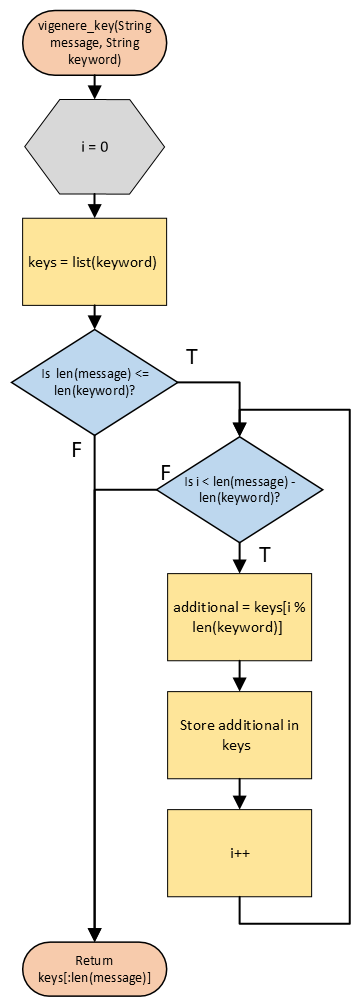 vigenere_key(String
message, String
keyword)
i = 0
keys = list(keyword)
Is len(message) <=
len(keyword)?
T
F
Is i < len(message) -
len(keyword)?
F
T
additional = keys[i %
len(keyword)]
Store additional in
keys
i++
Return
keys[:len(message)]